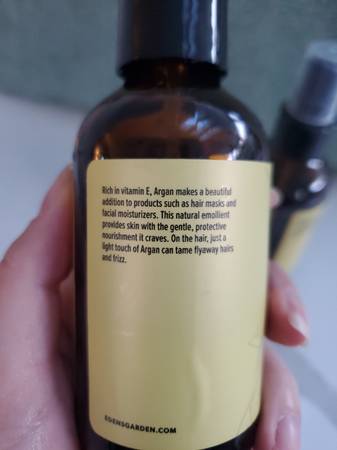 Rich in vitamin E, Argan makes a beautiful
addition to products such as hair masks and
facial moisturizers. This natural emollient
provides skin with the gentle, protective
nourishment it craves. On the hair, just a
light touch of Argan can tame flyaway hairs
and frizz.
EDENSGARDEN.COM